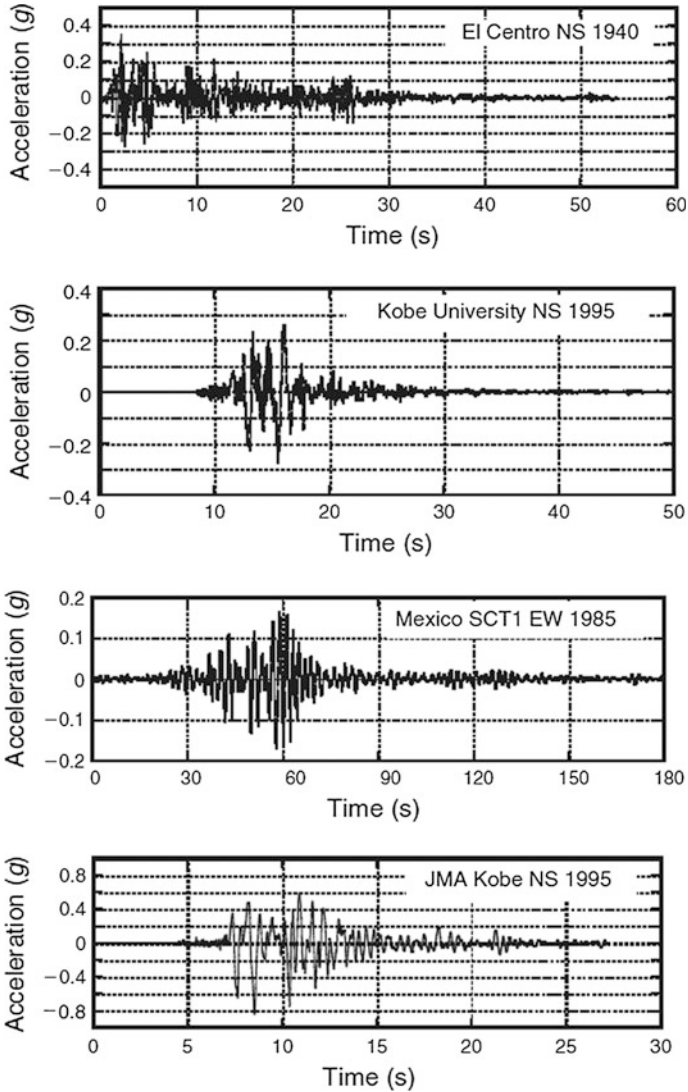 El Centro NS 1940
Acceleration (g)
0.4
0.2
0
−0.2
−0.4
0 10 20 30 40 50 60
Time (s)
Kobe University NS 1995
Acceleration (g)
0.4
0.2
0
−0.2
−0.4
0 10 20 30 40 50
Time (s)
Mexico SCT1 EW 1985
Acceleration (g)
0.2
0.1
0
−0.1
−0.2
0 30 60 90 120 150 180
Time (s)
JMA Kobe NS 1995
Acceleration (g)
0.8
0.4
0
−0.4
−0.8
0 5 10 15 20 25 30
Time (s)